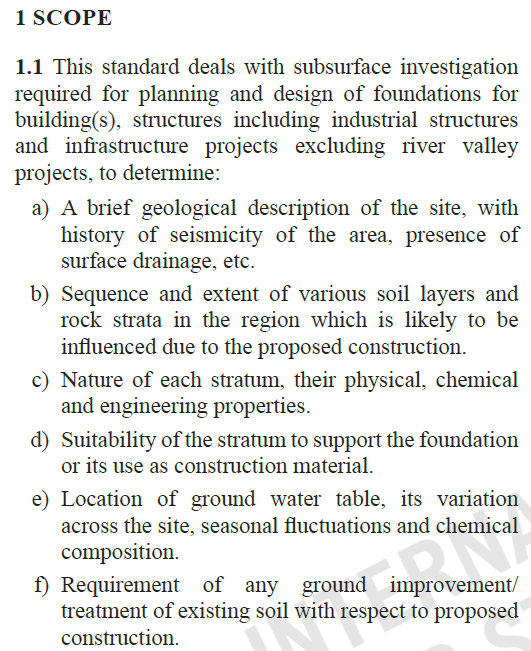 1 SCOPE
1.1 This standard deals with subsurface investigation
required for planning and design of foundations for
building(s), structures including industrial structures
and infrastructure projects excluding river valley
projects, to determine:
a) A brief geological description of the site, with
history of seismicity of the area, presence of
surface drainage, etc.
b) Sequence and extent of various soil layers and
rock strata in the region which is likely to be
influenced due to the proposed construction.
c) Nature of each stratum, their physical, chemical
and engineering properties.
d) Suitability of the stratum to support the foundation
or its use as construction material.
e) Location of ground water table, its variation
across the site, seasonal fluctuations and chemical
composition.
f) Requirement of any ground improvement/
treatment of existing soil with respect to proposed
construction.
INTERNA